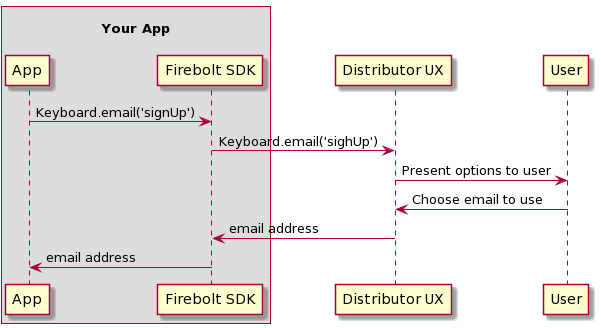 Your App
App Firebolt SDK Distributor UX User
Keyboard.email('signUp')
Keyboard.email('sighUp')
Present options to user
Choose email to use
email address
email address
App Firebolt SDK Distributor UX User